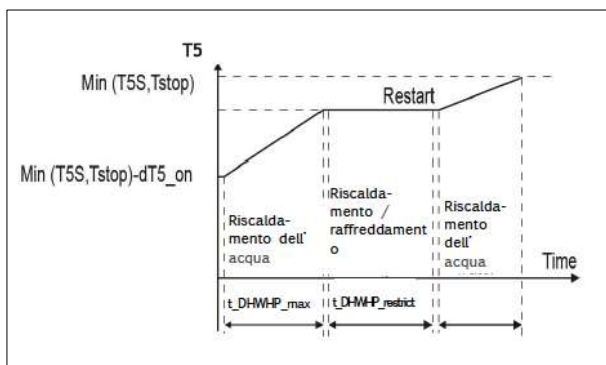 T5
Min (T5S,Tstop)
Restart
Min (T5S,Tstop)-dT5_on
Riscalda-
mento dell'
acqua
Riscalda-
mento /
raffreddament
o
Riscalda-
mento
dell'
acqua
Time
t_DHWHP_max
t_DHWHP_restrict